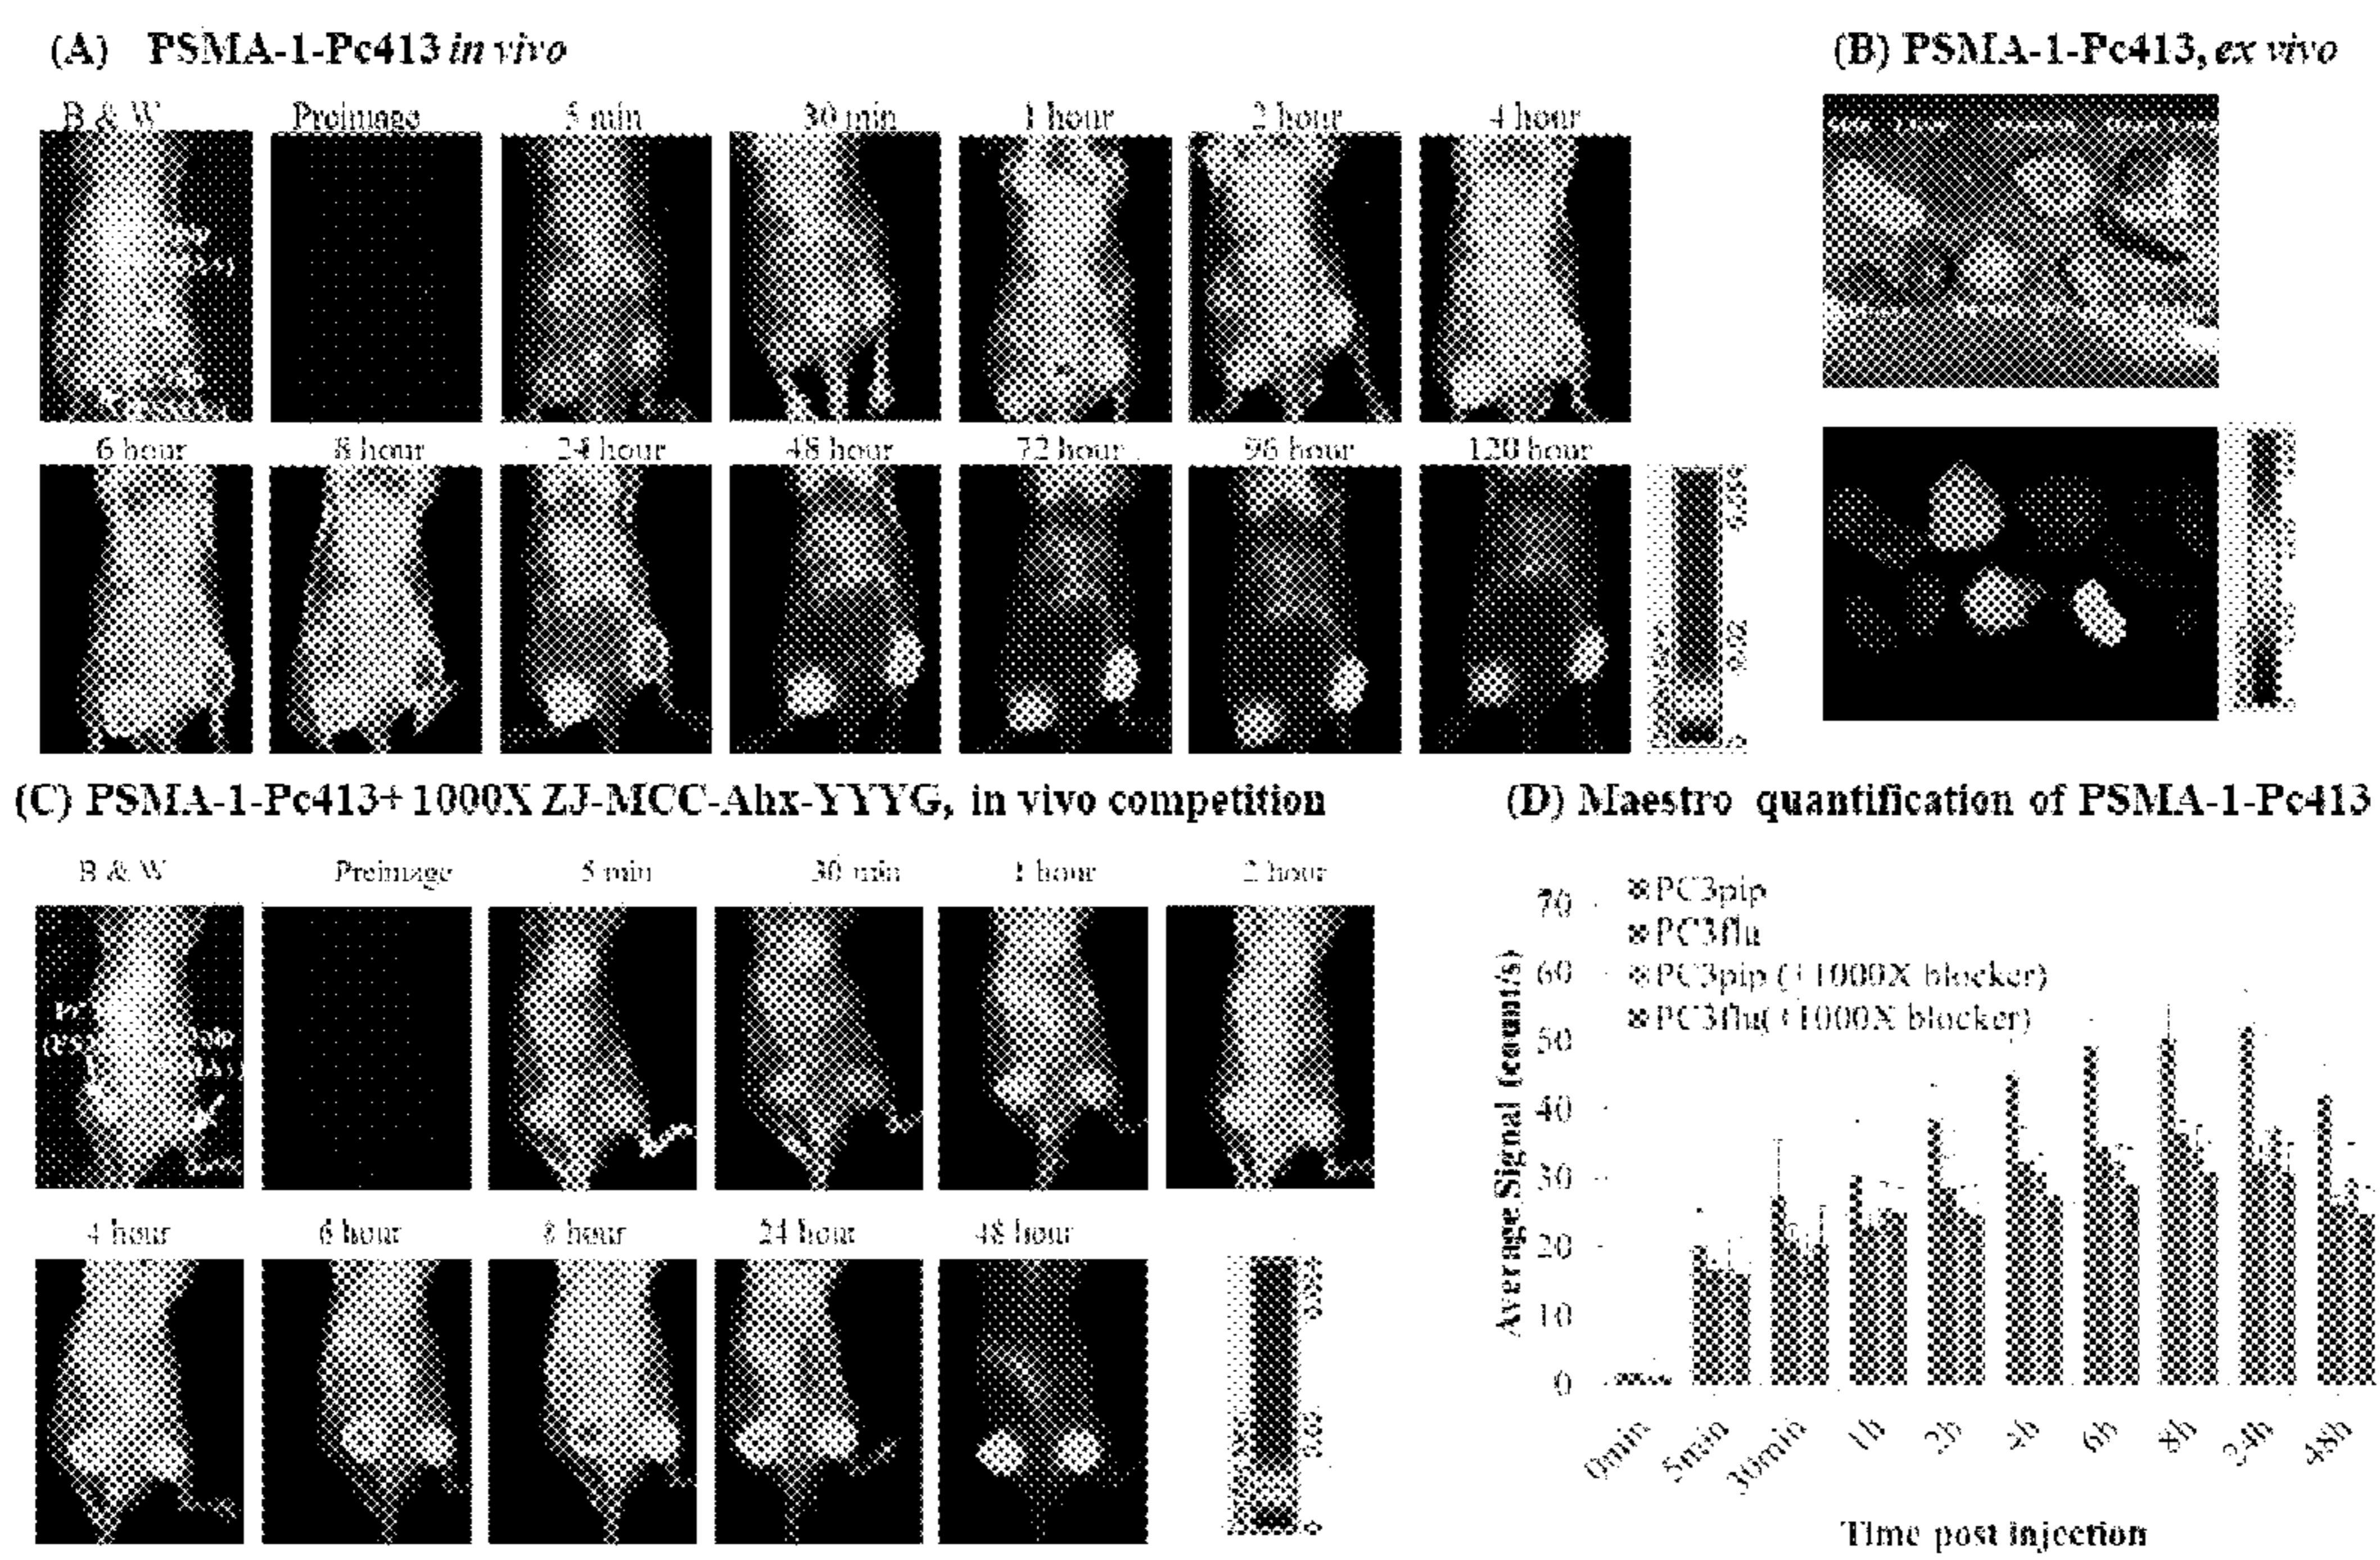 (A) PSMA-1-Pc413 in vivo
B & W Preimage 5 min 30 min 1 hour 2 hour 4 hour
6 hour 8 hour 24 hour 48 hour 72 hour 96 hour 120 hour
0
(B) PSMA-1-Pc413, ex vivo
(C) PSMA-1-Pc413+ 1000X ZJ-MCC-Ahx-YYYG, in vivo competition
B & W Preimage 5 min 30 min 1 hour 2 hour
4 hour 6 hour 8 hour 24 hour 48 hour
0
(D) Maestro quantification of PSMA-1-Pc413
PC3pip
PC3flu
PC3pip (+1000X blocker)
PC3flu(+1000X blocker)
Average Signal (count/s)
70
60
50
40
30
20
10
0
0min 5min 30min 1h 2h 4h 6h 8h 24h 48h
Time post injection